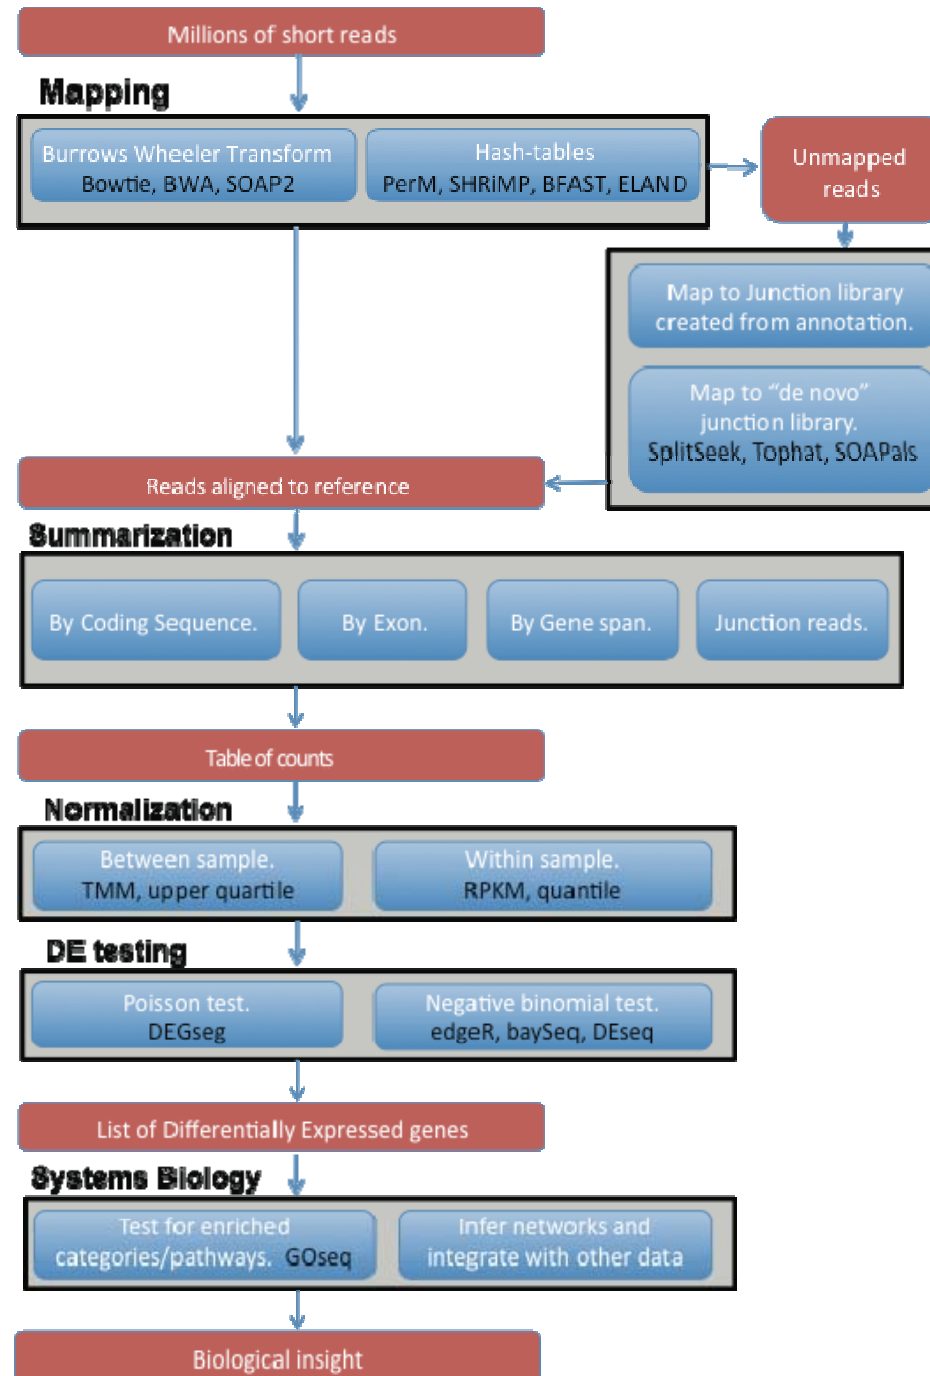 Millions of short reads
Mapping
Burrows Wheeler Transform
Bowtie, BWA, SOAP2
Hash-tables
PerM, SHRiMP, BFAST, ELAND
Unmapped
reads
Map to Junction library
created from annotation.
Map to “de novo”
junction library.
SplitSeek, Tophat, SOAPals
Reads aligned to reference
Summarization
By Coding Sequence.
By Exon.
By Gene span.
Junction reads.
Table of counts
Normalization
Between sample.
TMM, upper quartile
Within sample.
RPKM, quantile
DE testing
Poisson test.
DEGseg
Negative binomial test.
edgeR, baySeq, DEseq
List of Differentially Expressed genes
Systems Biology
Test for enriched
categories/pathways. GOseq
Infer networks and
integrate with other data
Biological insight